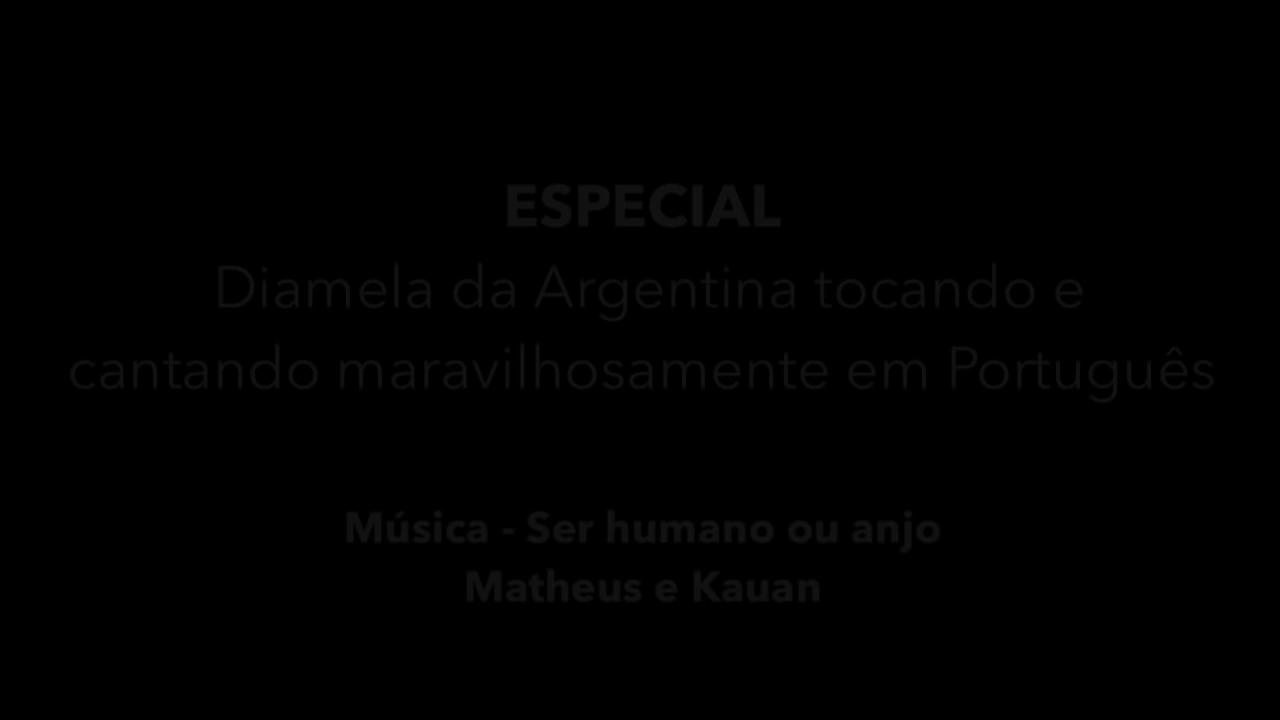 ESPECIAL
Diamela da Argentina tocando e
cantando maravilhosamente em Português
Música - Ser humano ou anjo
Matheus e Kauan